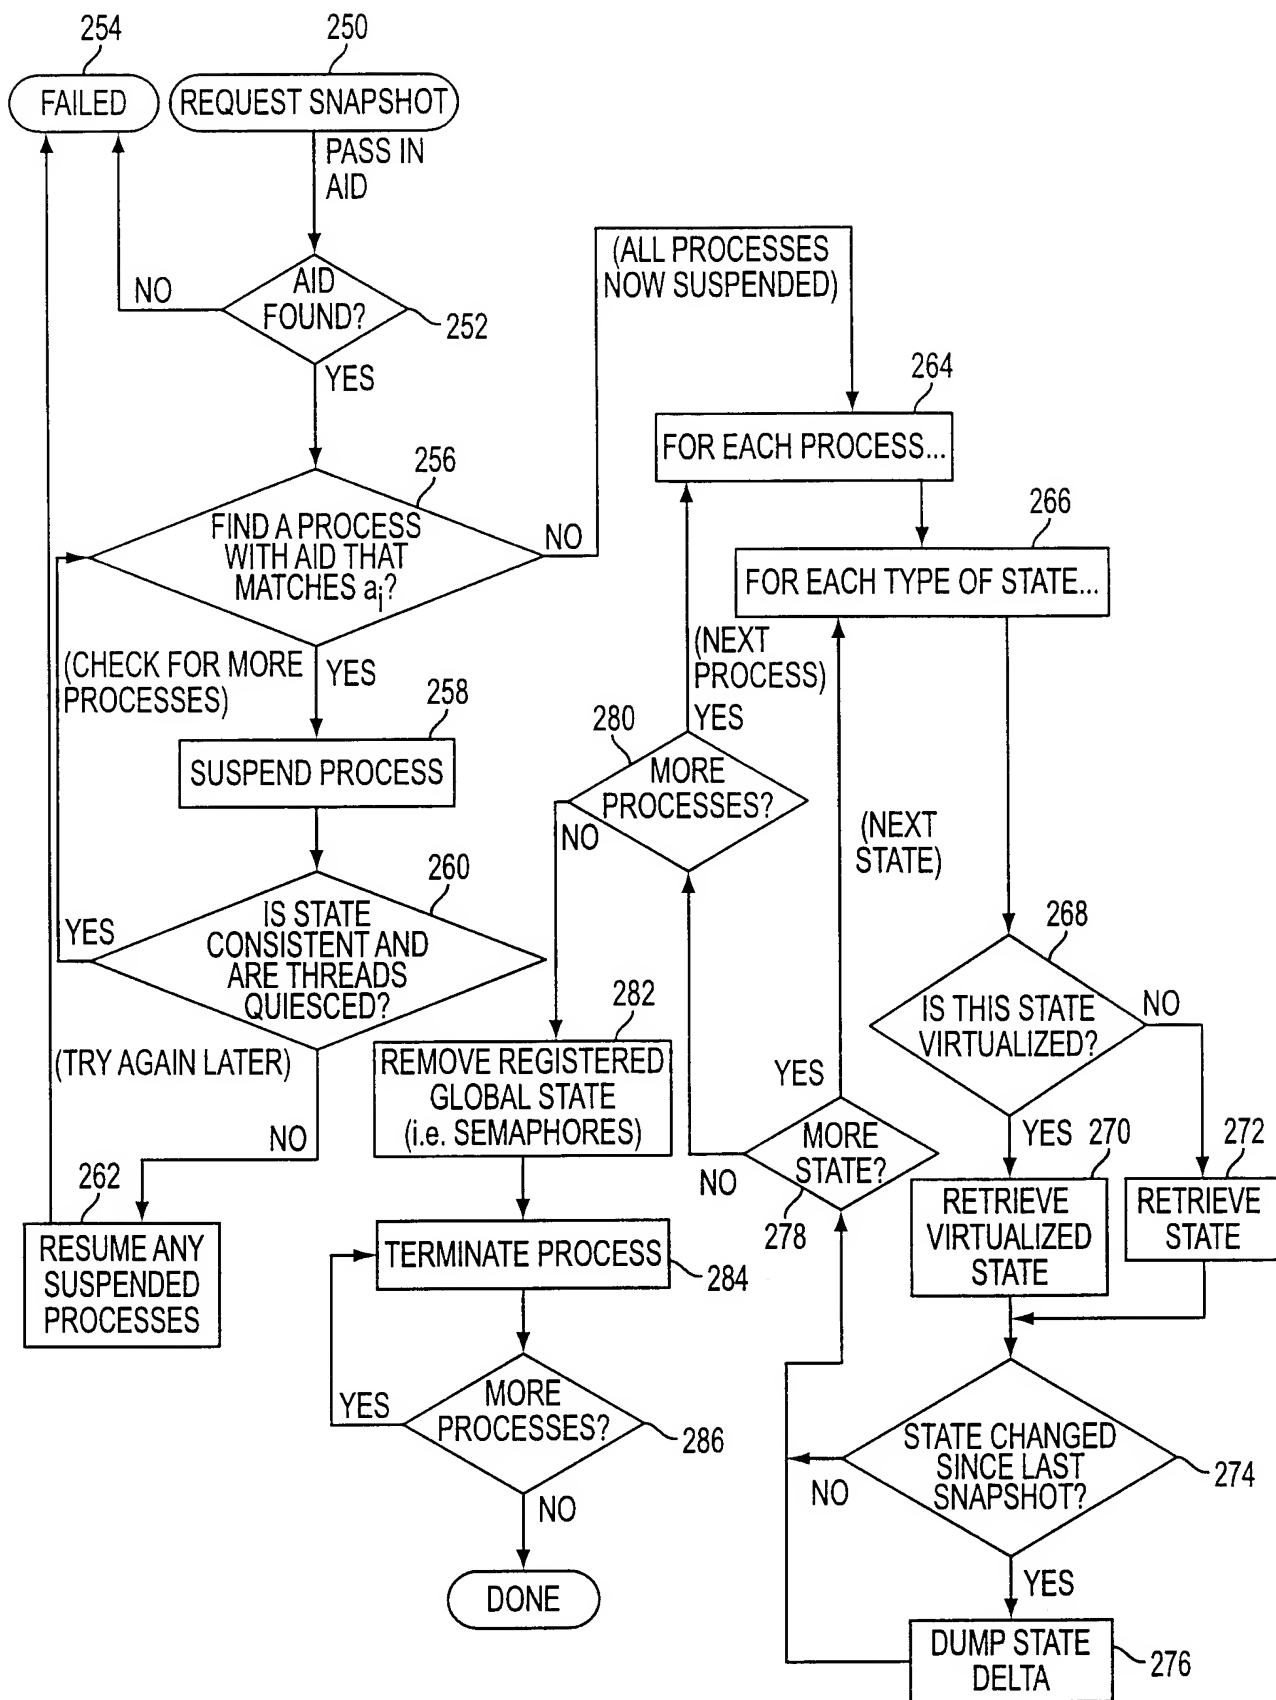 254
250
FAILED
REQUEST SNAPSHOT
PASS IN
AID
NO
AID
FOUND?
252
YES
(ALL PROCESSES
NOW SUSPENDED)
264
FOR EACH PROCESS...
256
FIND A PROCESS
WITH AID THAT
MATCHES ai?
NO
266
FOR EACH TYPE OF STATE...
(CHECK FOR MORE
PROCESSES)
YES
(NEXT
PROCESS)
YES
258
SUSPEND PROCESS
280
MORE
PROCESSES?
NO
(NEXT
STATE)
260
IS STATE
CONSISTENT AND
ARE THREADS
QUIESCED?
YES
268
IS THIS STATE
VIRTUALIZED?
NO
282
REMOVE REGISTERED
GLOBAL STATE
(i.e. SEMAPHORES)
(TRY AGAIN LATER)
NO
YES
MORE
STATE?
NO
278
YES
270
272
RETRIEVE
VIRTUALIZED
STATE
RETRIEVE
STATE
262
RESUME ANY
SUSPENDED
PROCESSES
TERMINATE PROCESS
284
MORE
PROCESSES?
YES
286
NO
STATE CHANGED
SINCE LAST
SNAPSHOT?
NO
274
YES
DONE
DUMP STATE
DELTA
276